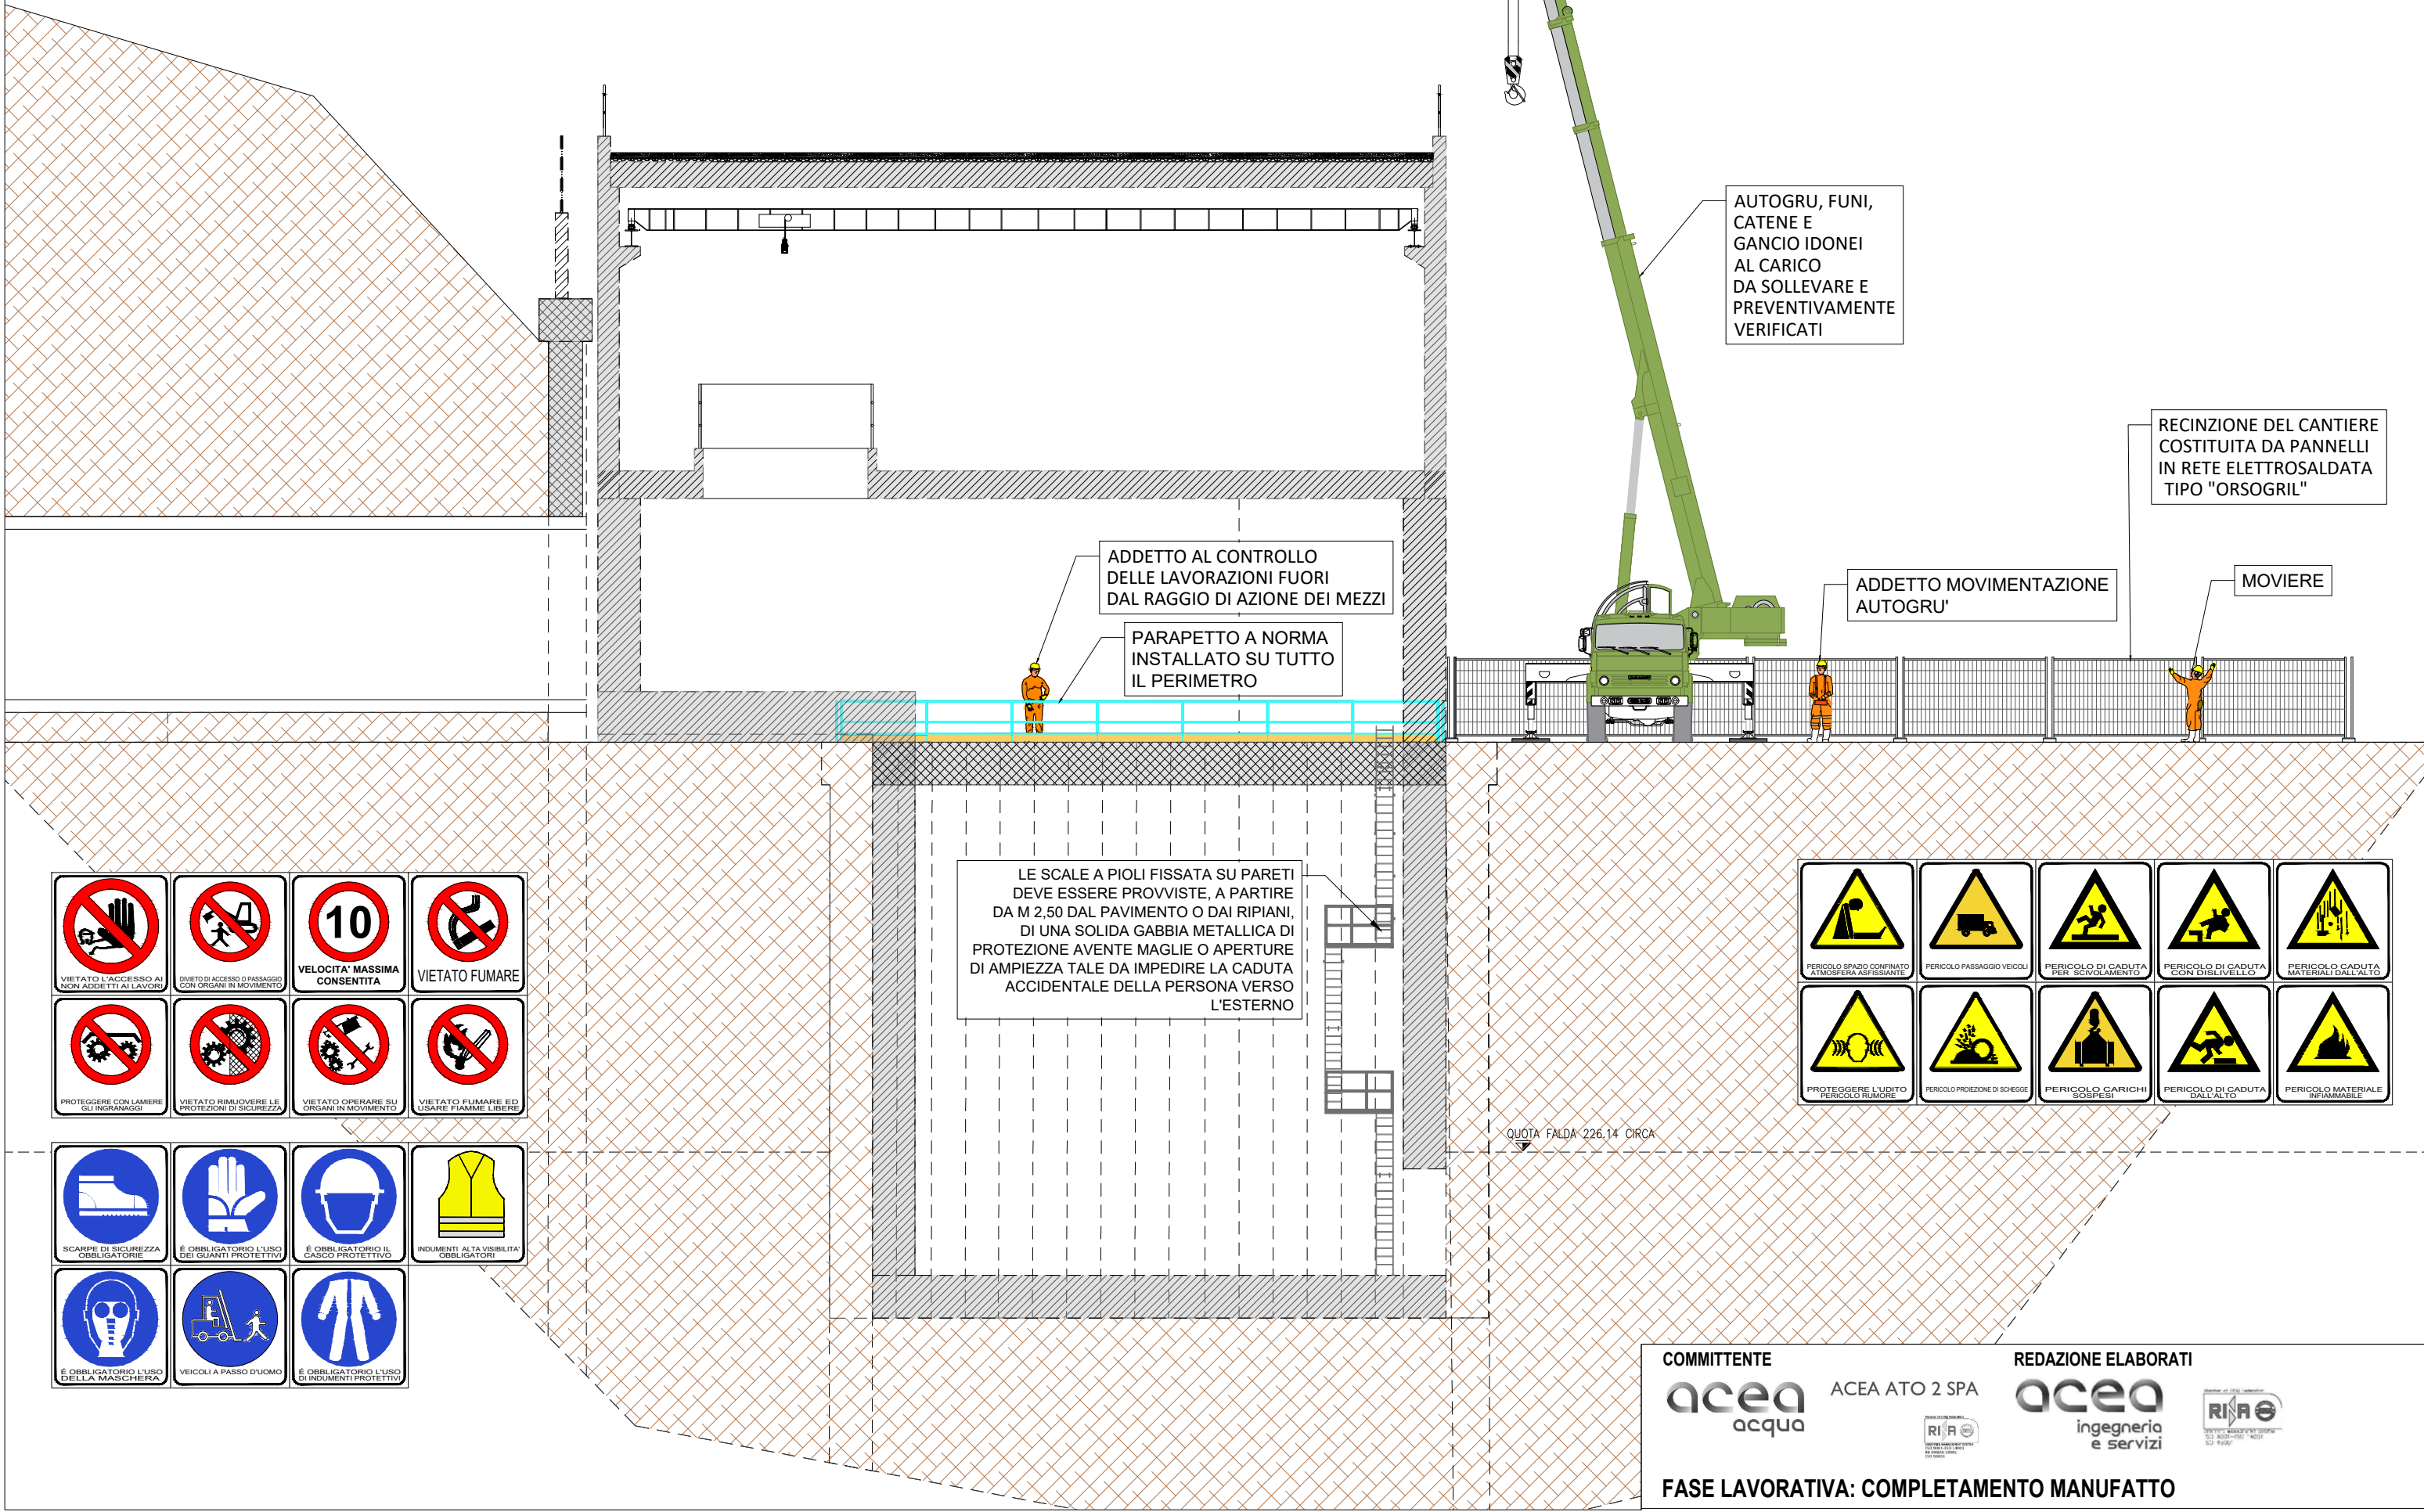 AUTOGRU, FUNI,
CATENE E
GANCIO IDONEI
AL CARICO
DA SOLLEVARE E
PREVENTIVAMENTE
VERIFICATI
RECINZIONE DEL CANTIERE
COSTITUITA DA PANNELLI
IN RETE ELETTROSALDATA
TIPO "ORSOGRIL"
ADDETTO AL CONTROLLO
DELLE LAVORAZIONI FUORI
DAL RAGGIO DI AZIONE DEI MEZZI
ADDETTO MOVIMENTAZIONE
AUTOGRU'
MOVIERE
PARAPETTO A NORMA
INSTALLATO SU TUTTO
IL PERIMETRO
LE SCALE A PIOLI FISSATA SU PARETI
DEVE ESSERE PROVVISTE, A PARTIRE
DA M 2,50 DAL PAVIMENTO O DAI RIPIANI,
DI UNA SOLIDA GABBIA METALLICA DI
PROTEZIONE AVENTE MAGLIE O APERTURE
DI AMPIEZZA TALE DA IMPEDIRE LA CADUTA
ACCIDENTALE DELLA PERSONA VERSO
L'ESTERNO
VIETATO L'ACCESSO AI
NON ADDETTI AI LAVORI
DIVIETO DI ACCESSO O PASSAGGIO
CON ORGANI IN MOVIMENTO
10
VELOCITA' MASSIMA
CONSENTITA
VIETATO FUMARE
PROTEGGERE CON LAMIERE
GLI INGRANAGGI
VIETATO RIMUOVERE LE
PROTEZIONI DI SICUREZZA
VIETATO OPERARE SU
ORGANI IN MOVIMENTO
VIETATO FUMARE ED
USARE FIAMME LIBERE
PERICOLO SPAZIO CONFINATO
ATMOSFERA ASFISSIANTE
PERICOLO PASSAGGIO VEICOLI
PERICOLO DI CADUTA
PER SCIVOLAMENTO
PERICOLO DI CADUTA
CON DISLIVELLO
PERICOLO CADUTA
MATERIALI DALL'ALTO
PROTEGGERE L'UDITO
PERICOLO RUMORE
PERICOLO PROIEZIONE DI SCHEGGE
PERICOLO CARICHI
SOSPESI
PERICOLO DI CADUTA
DALL'ALTO
PERICOLO MATERIALE
INFIAMMABILE
QUOTA FALDA 226.14 CIRCA
SCARPE DI SICUREZZA
OBBLIGATORIE
É OBBLIGATORIO L'USO
DEI GUANTI PROTETTIVI
É OBBLIGATORIO IL
CASCO PROTETTIVO
INDUMENTI ALTA VISIBILITA'
OBBLIGATORI
É OBBLIGATORIO L'USO
DELLA MASCHERA
VEICOLI A PASSO D'UOMO
É OBBLIGATORIO L'USO
DI INDUMENTI PROTETTIVI
COMMITTENTE
REDAZIONE ELABORATI
acea
acqua
ACEA ATO 2 SPA
RINA
acea
ingegneria
e servizi
RINA
FASE LAVORATIVA: COMPLETAMENTO MANUFATTO